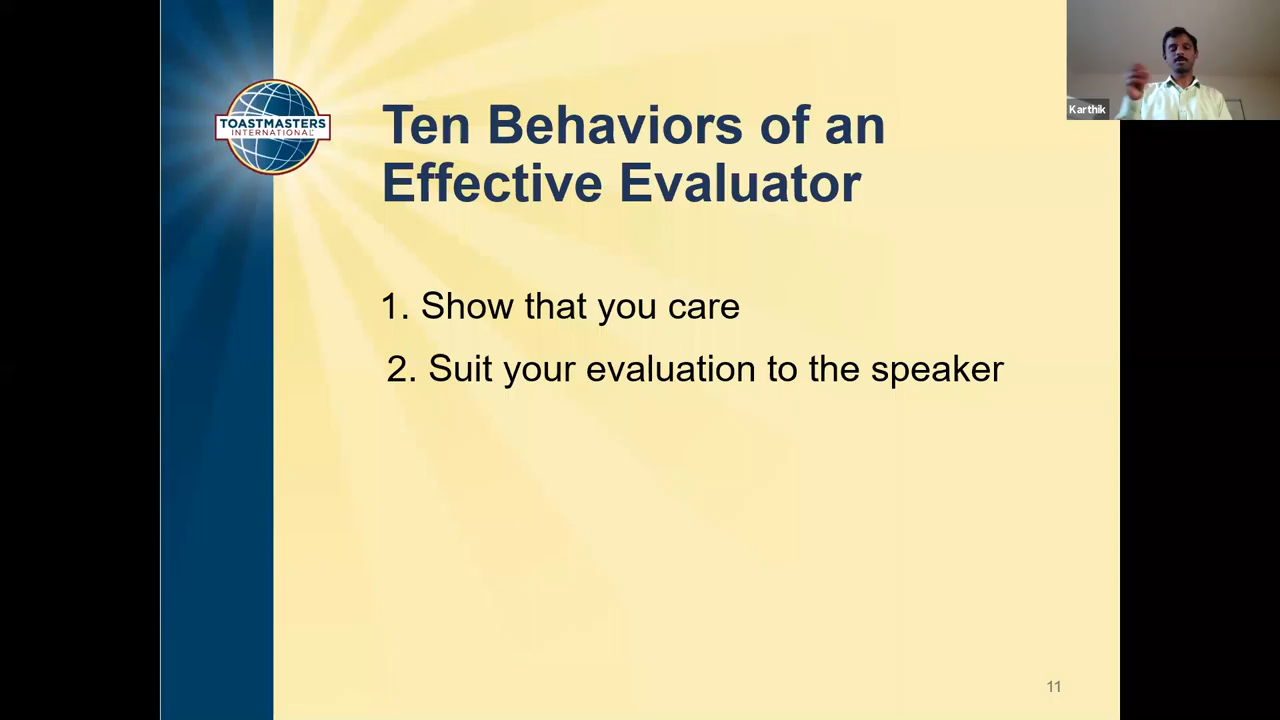 TOASTMASTERS
INTERNATIONAL
Ten Behaviors of an
Effective Evaluator
1. Show that you care
2. Suit your evaluation to the speaker
Karthik
11